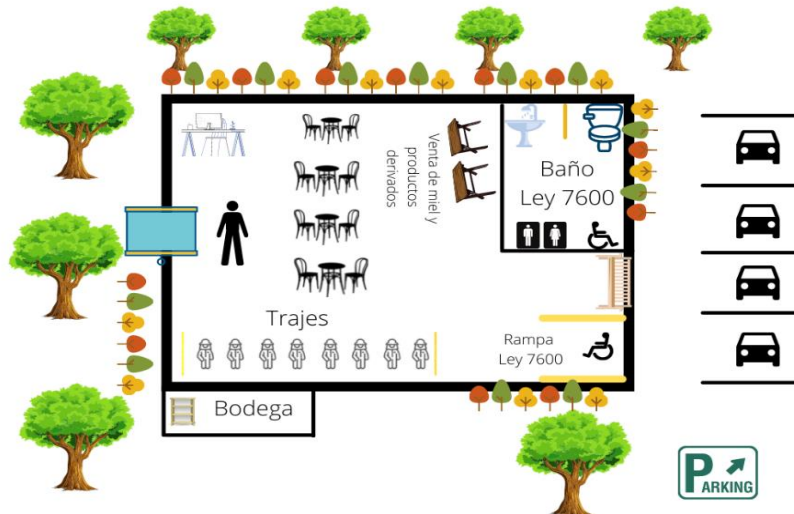 Venta de miel y
productos
derivados
Baño
Ley 7600
Trajes
Rampa
Ley 7600
Bodega
PARKING